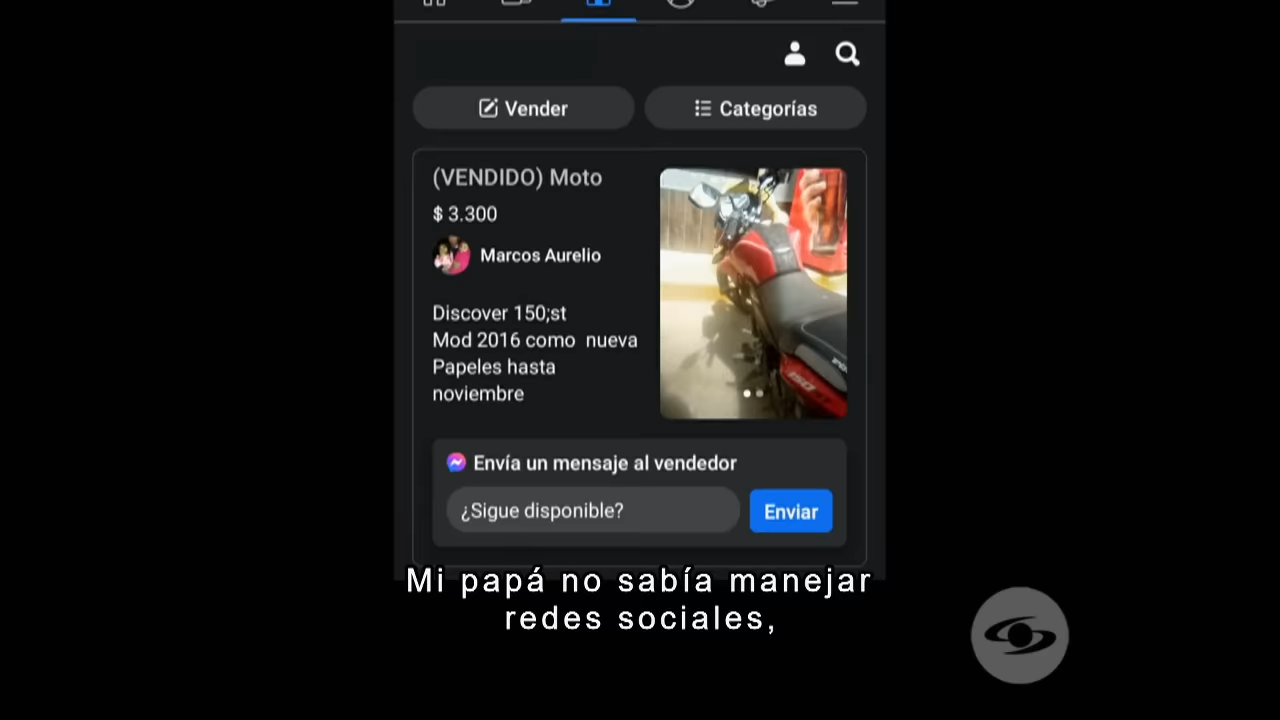 Vender
Categorías
(VENDIDO) Moto
$ 3.300
Marcos Aurelio
Discover 150;st
Mod 2016 como nueva
Papeles hasta
noviembre
Envía un mensaje al vendedor
¿Sigue disponible?
Enviar
Mi papá no sabía manejar
redes sociales,